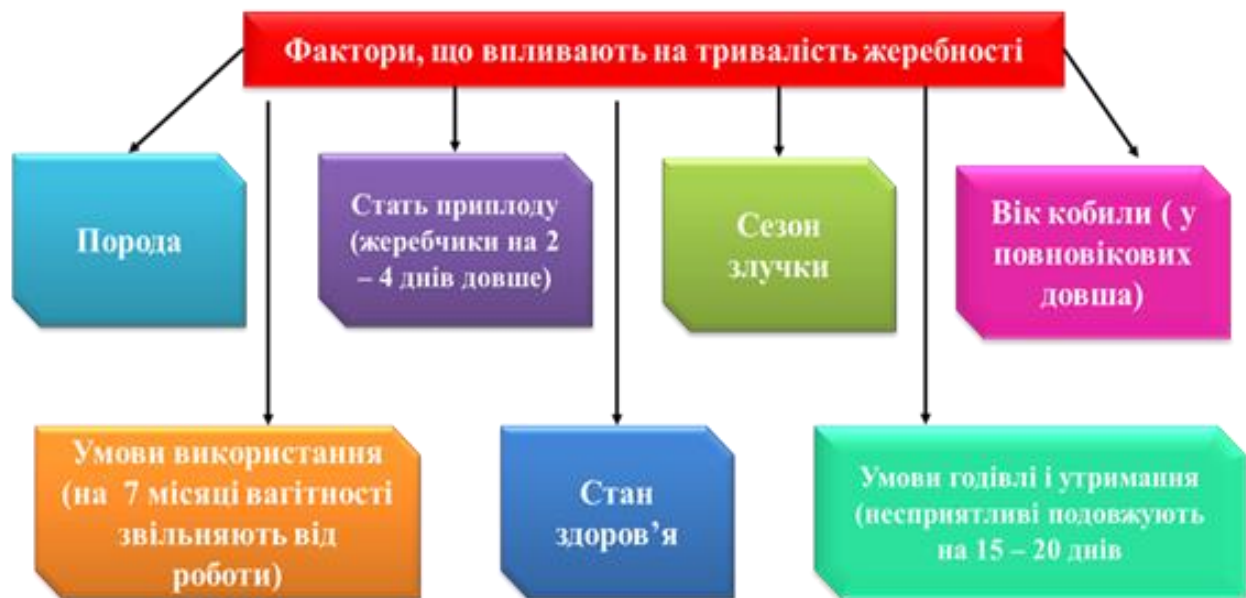 Фактори, що впливають на тривалість жеребності
Порода
Стать приплоду
(жеребчики на 2
– 4 днів довше)
Сезон
злучки
Вік кобили ( у
повновікових
довша)
Умови використання
(на 7 місяці вагітності
звільняють від
роботи)
Стан
здоров’я
Умови годівлі і утримання
(несприятливі подовжують
на 15 – 20 днів